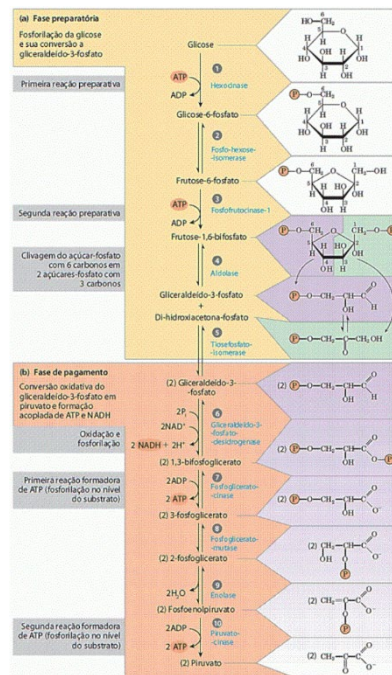 (a) Fase preparatória
Fosforilação da glicose
e sua conversão a
gliceraldeído-3-fosfato
Glicose
ATP
1
Hexocinase
Primeira reação preparativa
ADP
Glicose-6-fosfato
2
Fosfo-hexose-
isomerase
Frutose-6-fosfato
ATP
3
Fosfofrutocinase-1
Segunda reação preparativa
ADP
Frutose-1,6-bifosfato
Clivagem do açúcar-fosfato
com 6 carbonos em
2 açúcares-fosfato com
3 carbonos
4
Aldolase
Gliceraldeído-3-fosfato
+
Di-hidroxiacetona-fosfato
5
Triosefosfato-
-isomerase
(b) Fase de pagamento
Conversão oxidativa do
gliceraldeído-3-fosfato em
piruvato e formação
acoplada de ATP e NADH
(2) Gliceraldeído-3-
-fosfato
2Pi
6
Gliceraldeído-3-
-fosfato-
-desidrogenase
2NAD+
Oxidação e
fosforilação
2 NADH + 2H+
(2) 1,3-bifosfoglicerato
Primeira reação formadora
de ATP (fosforilação no nível
do substrato)
2ADP
7
Fosfoglicerato-
-cinase
2 ATP
(2) 3-fosfoglicerato
8
Fosfoglicerato-
-mutase
(2) 2-fosfoglicerato
9
Enolase
2H2O
(2) Fosfoenolpiruvato
Segunda reação formadora
de ATP (fosforilação no nível
do substrato)
2ADP
10
Piruvato-
-cinase
2 ATP
(2) Piruvato